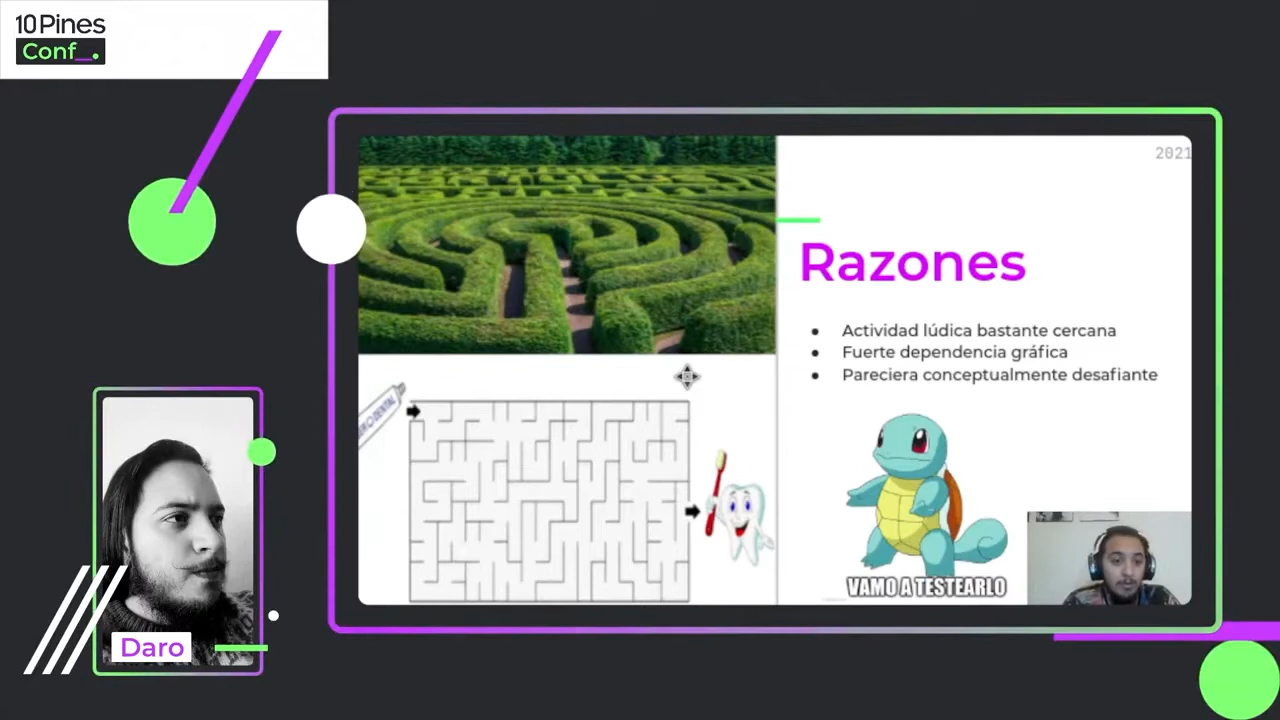 10Pines
Conf_.
2021
Razones
Actividad lúdica bastante cercana
Fuerte dependencia gráfica
Pareciera conceptualmente desafiante
VAMO A TESTEARLO
Daro